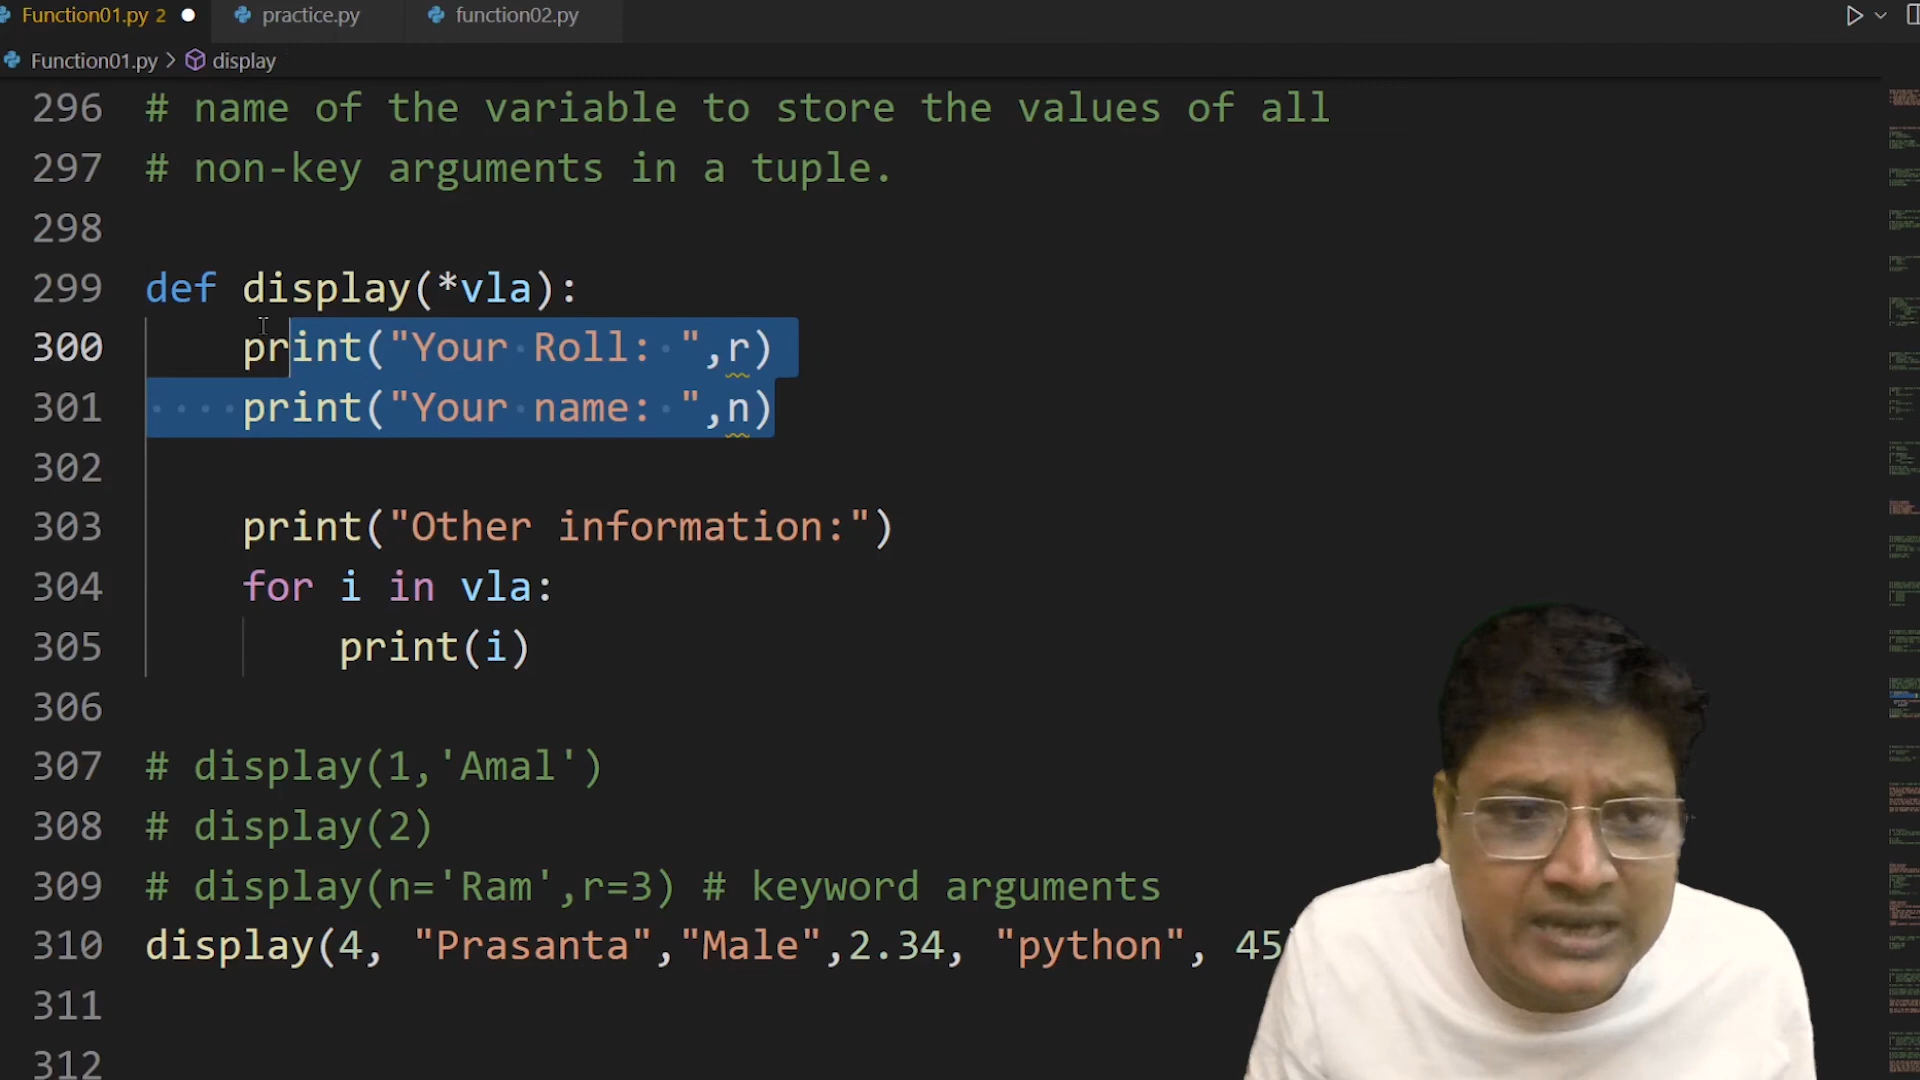 Function01.py 2 practice.py function02.py
Function01.py > display
296 # name of the variable to store the values of all
297 # non-key arguments in a tuple.
298
299 def display(*vla):
300 print("Your Roll: ",r)
301 print("Your name: ",n)
302
303 print("Other information:")
304 for i in vla:
305 print(i)
306
307 # display(1,'Amal')
308 # display(2)
309 # display(n='Ram',r=3) # keyword arguments
310 display(4, "Prasanta","Male",2.34, "python", 45
311
312